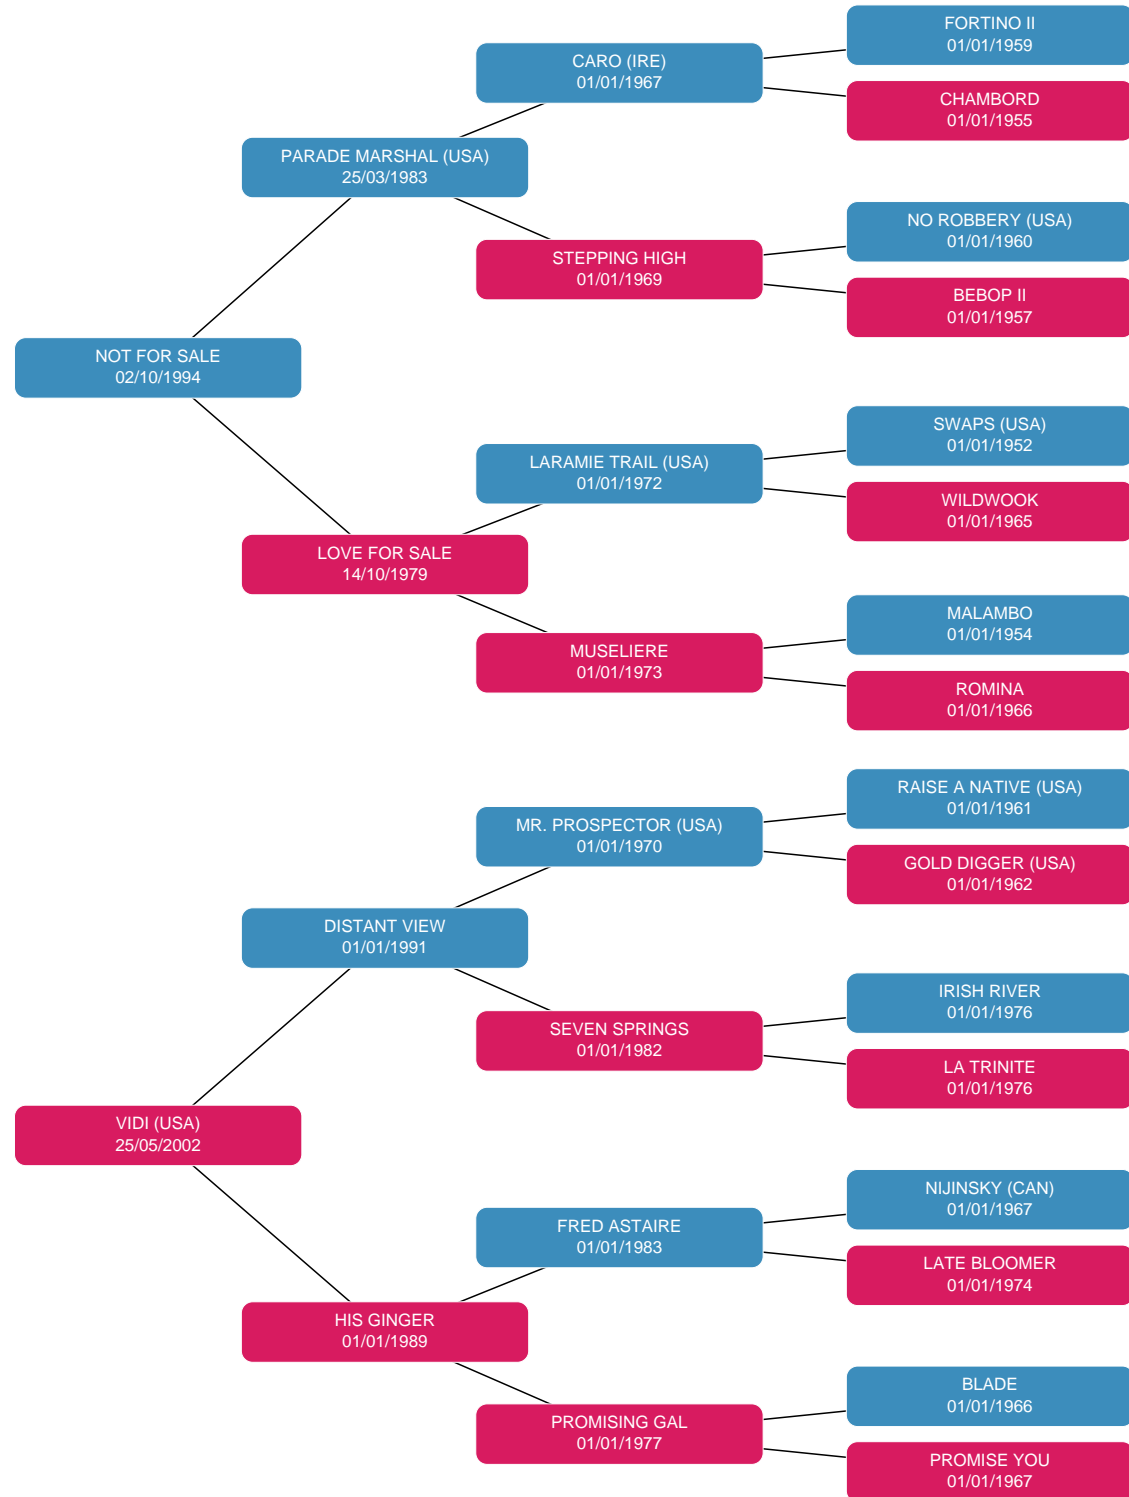 FORTINO II
01/01/1959
CARO (IRE)
01/01/1967
CHAMBORD
01/01/1955
PARADE MARSHAL (USA)
25/03/1983
NO ROBBERY (USA)
01/01/1960
STEPPING HIGH
01/01/1969
BEBOP II
01/01/1957
NOT FOR SALE
02/10/1994
SWAPS (USA)
01/01/1952
LARAMIE TRAIL (USA)
01/01/1972
WILDWOOK
01/01/1965
LOVE FOR SALE
14/10/1979
MALAMBO
01/01/1954
MUSELIERE
01/01/1973
ROMINA
01/01/1966
RAISE A NATIVE (USA)
01/01/1961
MR. PROSPECTOR (USA)
01/01/1970
GOLD DIGGER (USA)
01/01/1962
DISTANT VIEW
01/01/1991
IRISH RIVER
01/01/1976
SEVEN SPRINGS
01/01/1982
LA TRINITE
01/01/1976
VIDI (USA)
25/05/2002
NIJINSKY (CAN)
01/01/1967
FRED ASTAIRE
01/01/1983
LATE BLOOMER
01/01/1974
HIS GINGER
01/01/1989
BLADE
01/01/1966
PROMISING GAL
01/01/1977
PROMISE YOU
01/01/1967